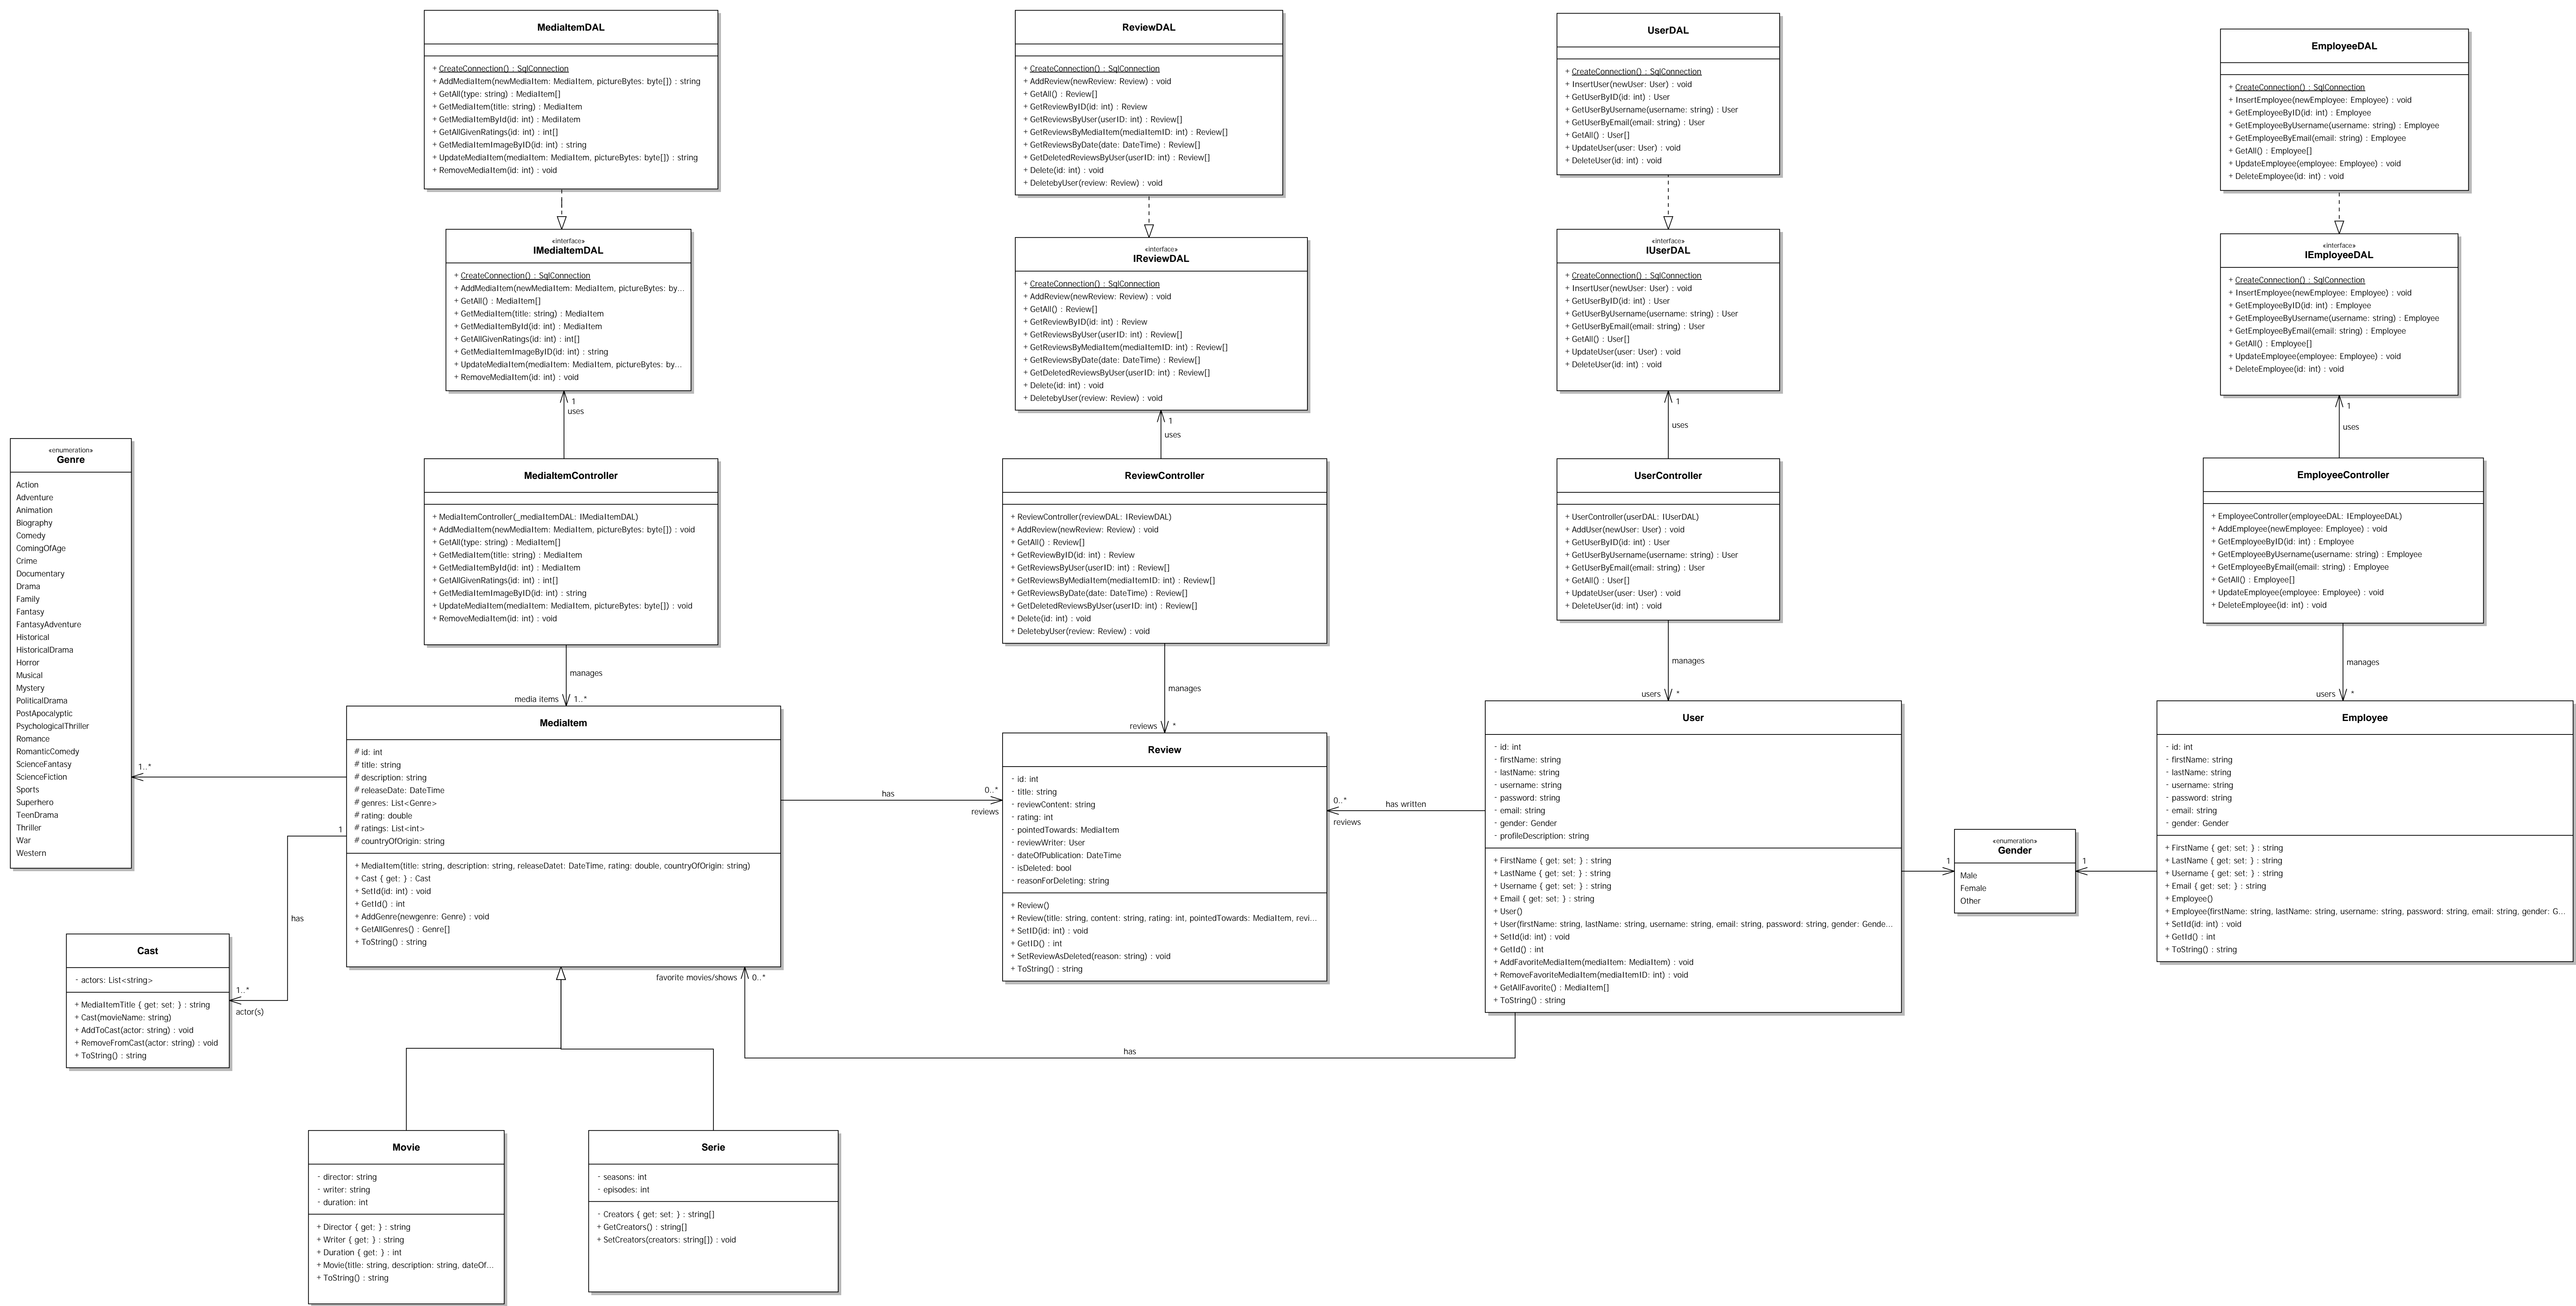 MediaItemDAL
+ CreateConnection() : SqlConnection
+ AddMediaItem(newMediaItem: MediaItem, pictureBytes: byte[]) : string
+ GetAll(type: string) : MediaItem[]
+ GetMediaItem(title: string) : MediaItem
+ GetMediaItemById(id: int) : MediIatem
+ GetAllGivenRatings(id: int) : int[]
+ GetMediaItemImageByID(id: int) : string
+ UpdateMediaItem(mediaItem: MediaItem, pictureBytes: byte[]) : string
+ RemoveMediaItem(id: int) : void
ReviewDAL
+ CreateConnection() : SqlConnection
+ AddReview(newReview: Review) : void
+ GetAll() : Review[]
+ GetReviewByID(id: int) : Review
+ GetReviewsByUser(userID: int) : Review[]
+ GetReviewsByMediaItem(mediaItemID: int) : Review[]
+ GetReviewsByDate(date: DateTime) : Review[]
+ GetDeletedReviewsByUser(userID: int) : Review[]
+ Delete(id: int) : void
+ DeletebyUser(review: Review) : void
UserDAL
+ CreateConnection() : SqlConnection
+ InsertUser(newUser: User) : void
+ GetUserByID(id: int) : User
+ GetUserByUsername(username: string) : User
+ GetUserByEmail(email: string) : User
+ GetAll() : User[]
+ UpdateUser(user: User) : void
+ DeleteUser(id: int) : void
EmployeeDAL
+ CreateConnection() : SqlConnection
+ InsertEmployee(newEmployee: Employee) : void
+ GetEmployeeByID(id: int) : Employee
+ GetEmployeeByUsername(username: string) : Employee
+ GetEmployeeByEmail(email: string) : Employee
+ GetAll() : Employee[]
+ UpdateEmployee(employee: Employee) : void
+ DeleteEmployee(id: int) : void
«interface»
IMediaItemDAL
+ CreateConnection() : SqlConnection
+ AddMediaItem(newMediaItem: MediaItem, pictureBytes: by...
+ GetAll() : MediaItem[]
+ GetMediaItem(title: string) : MediaItem
+ GetMediaItemById(id: int) : MediaItem
+ GetAllGivenRatings(id: int) : int[]
+ GetMediaItemImageByID(id: int) : string
+ UpdateMediaItem(mediaItem: MediaItem, pictureBytes: by...
+ RemoveMediaItem(id: int) : void
1
uses
«interface»
IReviewDAL
+ CreateConnection() : SqlConnection
+ AddReview(newReview: Review) : void
+ GetAll() : Review[]
+ GetReviewByID(id: int) : Review
+ GetReviewsByUser(userID: int) : Review[]
+ GetReviewsByMediaItem(mediaItemID: int) : Review[]
+ GetReviewsByDate(date: DateTime) : Review[]
+ GetDeletedReviewsByUser(userID: int) : Review[]
+ Delete(id: int) : void
+ DeletebyUser(review: Review) : void
1
uses
«interface»
IUserDAL
+ CreateConnection() : SqlConnection
+ InsertUser(newUser: User) : void
+ GetUserByID(id: int) : User
+ GetUserByUsername(username: string) : User
+ GetUserByEmail(email: string) : User
+ GetAll() : User[]
+ UpdateUser(user: User) : void
+ DeleteUser(id: int) : void
1
uses
«interface»
IEmployeeDAL
+ CreateConnection() : SqlConnection
+ InsertEmployee(newEmployee: Employee) : void
+ GetEmployeeByID(id: int) : Employee
+ GetEmployeeByUsername(username: string) : Employee
+ GetEmployeeByEmail(email: string) : Employee
+ GetAll() : Employee[]
+ UpdateEmployee(employee: Employee) : void
+ DeleteEmployee(id: int) : void
1
uses
«enumeration»
Genre
Action
Adventure
Animation
Biography
Comedy
ComingOfAge
Crime
Documentary
Drama
Family
Fantasy
FantasyAdventure
Historical
HistoricalDrama
Horror
Musical
Mystery
PoliticalDrama
PostApocalyptic
PsychologicalThriller
Romance
RomanticComedy
ScienceFantasy
ScienceFiction
Sports
Superhero
TeenDrama
Thriller
War
Western
MediaItemController
+ MediaItemController(_mediaItemDAL: IMediaItemDAL)
+ AddMediaItem(newMediaItem: MediaItem, pictureBytes: byte[]) : void
+ GetAll(type: string) : MediaItem[]
+ GetMediaItem(title: string) : MediaItem
+ GetMediaItemById(id: int) : MediaItem
+ GetAllGivenRatings(id: int) : int[]
+ GetMediaItemImageByID(id: int) : string
+ UpdateMediaItem(mediaItem: MediaItem, pictureBytes: byte[]) : void
+ RemoveMediaItem(id: int) : void
manages
media items 1..*
ReviewController
+ ReviewController(reviewDAL: IReviewDAL)
+ AddReview(newReview: Review) : void
+ GetAll() : Review[]
+ GetReviewByID(id: int) : Review
+ GetReviewsByUser(userID: int) : Review[]
+ GetReviewsByMediaItem(mediaItemID: int) : Review[]
+ GetReviewsByDate(date: DateTime) : Review[]
+ GetDeletedReviewsByUser(userID: int) : Review[]
+ Delete(id: int) : void
+ DeletebyUser(review: Review) : void
manages
reviews *
UserController
+ UserController(userDAL: IUserDAL)
+ AddUser(newUser: User) : void
+ GetUserByID(id: int) : User
+ GetUserByUsername(username: string) : User
+ GetUserByEmail(email: string) : User
+ GetAll() : User[]
+ UpdateUser(user: User) : void
+ DeleteUser(id: int) : void
manages
users *
EmployeeController
+ EmployeeController(employeeDAL: IEmployeeDAL)
+ AddEmployee(newEmployee: Employee) : void
+ GetEmployeeByID(id: int) : Employee
+ GetEmployeeByUsername(username: string) : Employee
+ GetEmployeeByEmail(email: string) : Employee
+ GetAll() : Employee[]
+ UpdateEmployee(employee: Employee) : void
+ DeleteEmployee(id: int) : void
manages
users *
1..*
MediaItem
# id: int
# title: string
# description: string
# releaseDate: DateTime
# genres: List<Genre>
# rating: double
# ratings: List<int>
# countryOfOrigin: string
+ MediaItem(title: string, description: string, releaseDatet: DateTime, rating: double, countryOfOrigin: string)
+ Cast { get; } : Cast
+ SetId(id: int) : void
+ GetId() : int
+ AddGenre(newgenre: Genre) : void
+ GetAllGenres() : Genre[]
+ ToString() : string
has
0..*
reviews
Review
- id: int
- title: string
- reviewContent: string
- rating: int
- pointedTowards: MediaItem
- reviewWriter: User
- dateOfPublication: DateTime
- isDeleted: bool
- reasonForDeleting: string
+ Review()
+ Review(title: string, content: string, rating: int, pointedTowards: MediaItem, revi...
+ SetID(id: int) : void
+ GetID() : int
+ SetReviewAsDeleted(reason: string) : void
+ ToString() : string
0..*
reviews
has written
User
- id: int
- firstName: string
- lastName: string
- username: string
- password: string
- email: string
- gender: Gender
- profileDescription: string
+ FirstName { get; set; } : string
+ LastName { get; set; } : string
+ Username { get; set; } : string
+ Email { get; set; } : string
+ User()
+ User(firstName: string, lastName: string, username: string, email: string, password: string, gender: Gende...
+ SetId(id: int) : void
+ GetId() : int
+ AddFavoriteMediaItem(mediaItem: MediaItem) : void
+ RemoveFavoriteMediaItem(mediaItemID: int) : void
+ GetAllFavorite() : MediaItem[]
+ ToString() : string
1
«enumeration»
Gender
Male
Female
Other
1
Employee
- id: int
- firstName: string
- lastName: string
- username: string
- password: string
- email: string
- gender: Gender
+ FirstName { get; set; } : string
+ LastName { get; set; } : string
+ Username { get; set; } : string
+ Email { get; set; } : string
+ Employee()
+ Employee(firstName: string, lastName: string, username: string, password: string, email: string, gender: G...
+ SetId(id: int) : void
+ GetId() : int
+ ToString() : string
1
has
Cast
- actors: List<string>
+ MediaItemTitle { get; set; } : string
+ Cast(movieName: string)
+ AddToCast(actor: string) : void
+ RemoveFromCast(actor: string) : void
+ ToString() : string
1..*
actor(s)
favorite movies/shows 0..*
has
Movie
- director: string
- writer: string
- duration: int
+ Director { get; } : string
+ Writer { get; } : string
+ Duration { get; } : int
+ Movie(title: string, description: string, dateOf...
+ ToString() : string
Serie
- seasons: int
- episodes: int
- Creators { get; set; } : string[]
+ GetCreators() : string[]
+ SetCreators(creators: string[]) : void